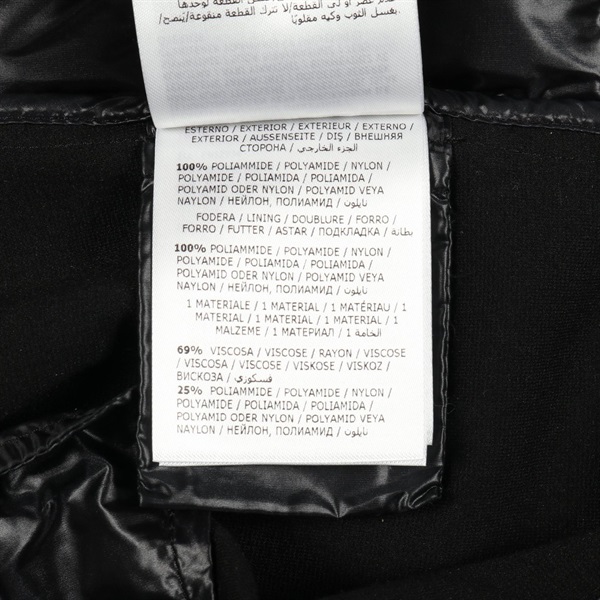 بغسل الثوب وكيه مقلوبا.
ESTERNO / EXTERIOR / EXTERIEUR / EXTERNO /
EXTERIOR / AUSSENSEITE / DIŞ / ВНЕШНЯЯ
СТОРОНА / الجزء الخارجي
100% POLIAMMIDE / POLYAMIDE / NYLON /
POLYAMIDE / POLIAMIDA / POLIAMIDA /
POLYAMID ODER NYLON / POLYAMID VEYA
NAYLON / НЕЙЛОН, ПОЛИАМИД / نايلون
FODERA / LINING / DOUBLURE / FORRO /
FORRO / FUTTER / ASTAR / ПОДКЛАДКА / بطانة
100% POLIAMMIDE / POLYAMIDE / NYLON /
POLYAMIDE / POLIAMIDA / POLIAMIDA /
POLYAMID ODER NYLON / POLYAMID VEYA
NAYLON / НЕЙЛОН, ПОЛИАМИД / نايلون
1 MATERIALE / 1 MATERIAL / 1 MATÉRIAU / 1
MATERIAL / 1 MATERIAL / 1 MATERIAL / 1
MALZEME / 1 МАТЕРИАЛ / 1 الخامة
69% VISCOSA / VISCOSE / RAYON / VISCOSE
/ VISCOSA / VISCOSE / VISKOSE / VISKOZ /
ВИСКОЗА / فسكوزي
25% POLIAMMIDE / POLYAMIDE / NYLON /
POLYAMIDE / POLIAMIDA / POLIAMIDA /
POLYAMID ODER NYLON / POLYAMID VEYA
NAYLON / НЕЙЛОН, ПОЛИАМИД / نايلون